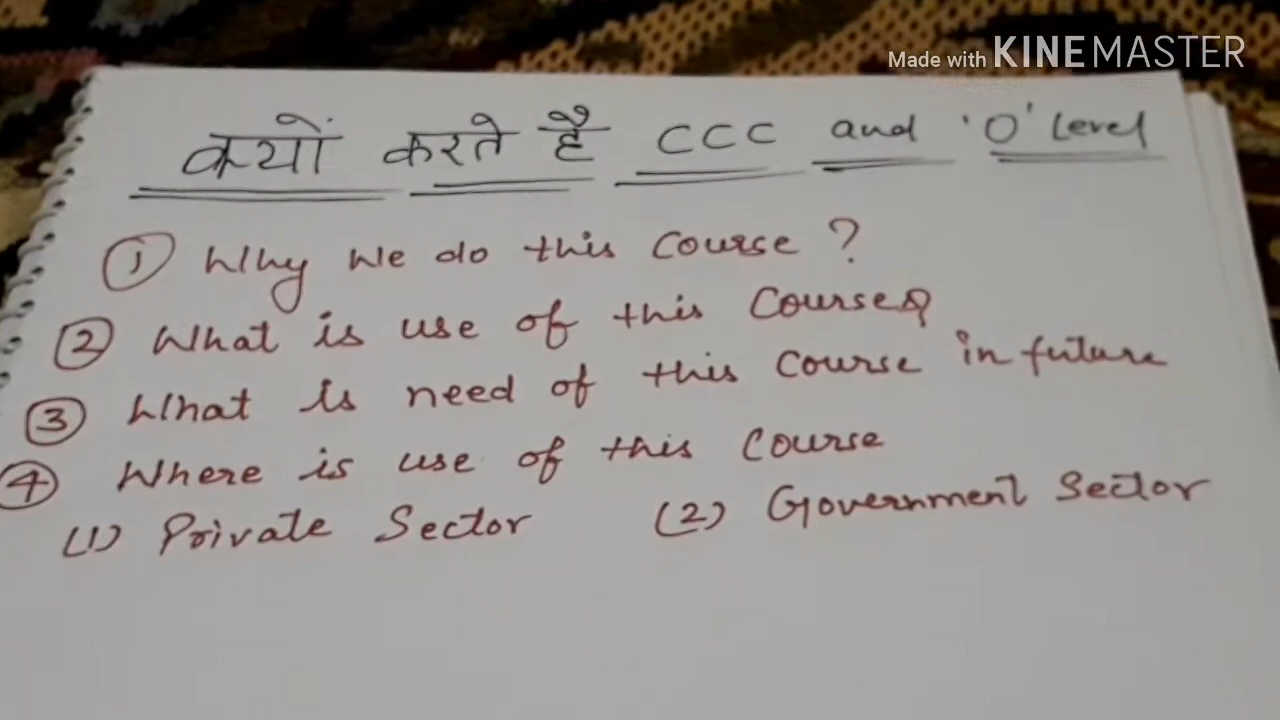 Made with KINEMASTER
क्यों करते है CCC and 'O' Level
① Why We do this Course ?
② What is use of this Course?
③ What is need of this Course in future
④ Where is use of this Course
(1) Private Sector (2) Government Sector